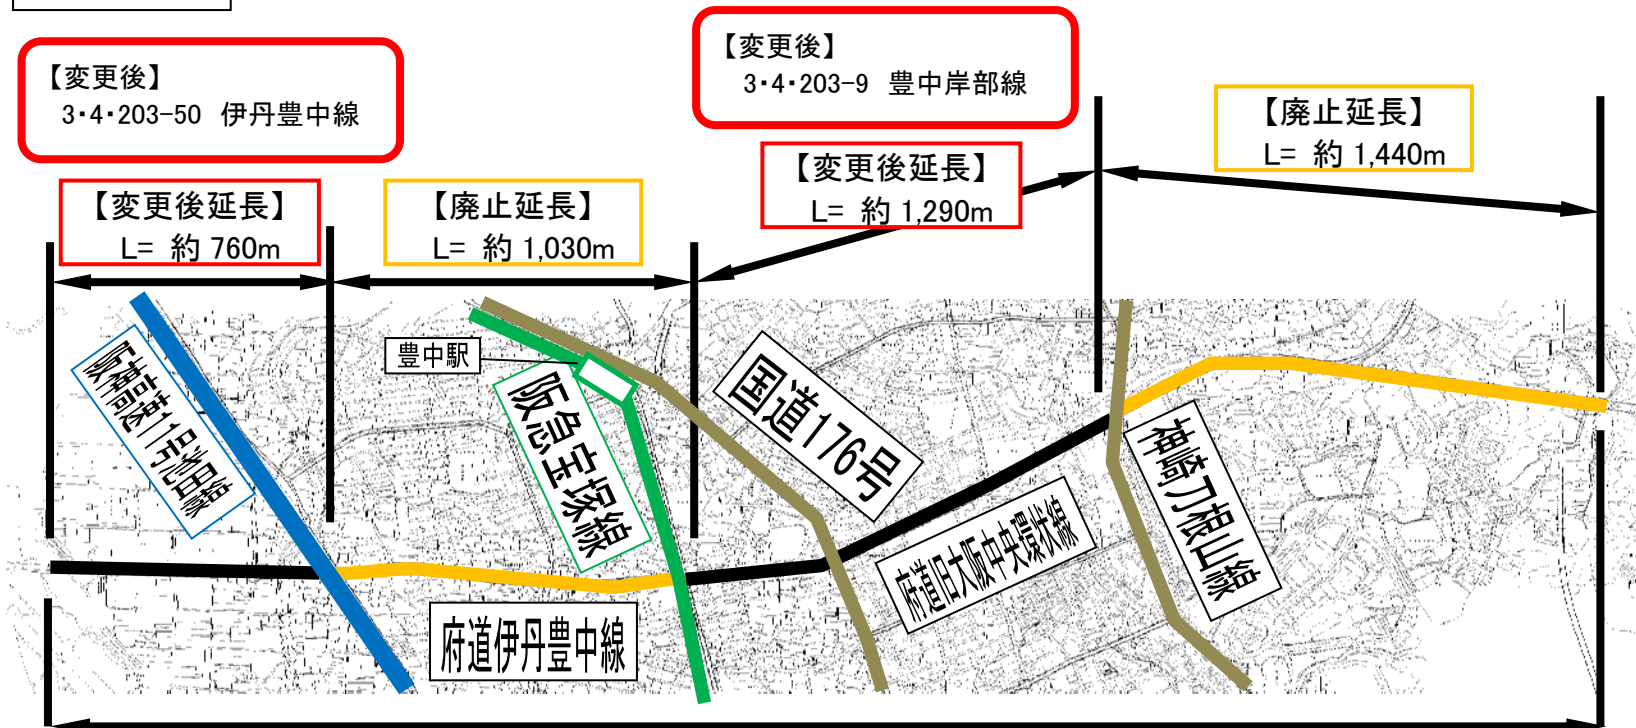 【変更後】
3・4・203-50 伊丹豊中線
【変更後】
3・4・203-9 豊中岸部線
【変更後延長】
L= 約 760m
【廃止延長】
L= 約 1,030m
【変更後延長】
L= 約 1,290m
【廃止延長】
L= 約 1,440m
豊中駅
阪神高速11号池田線
阪急宝塚線
国道176号
府道旧大阪中央環状線
神崎刀根山線
府道伊丹豊中線